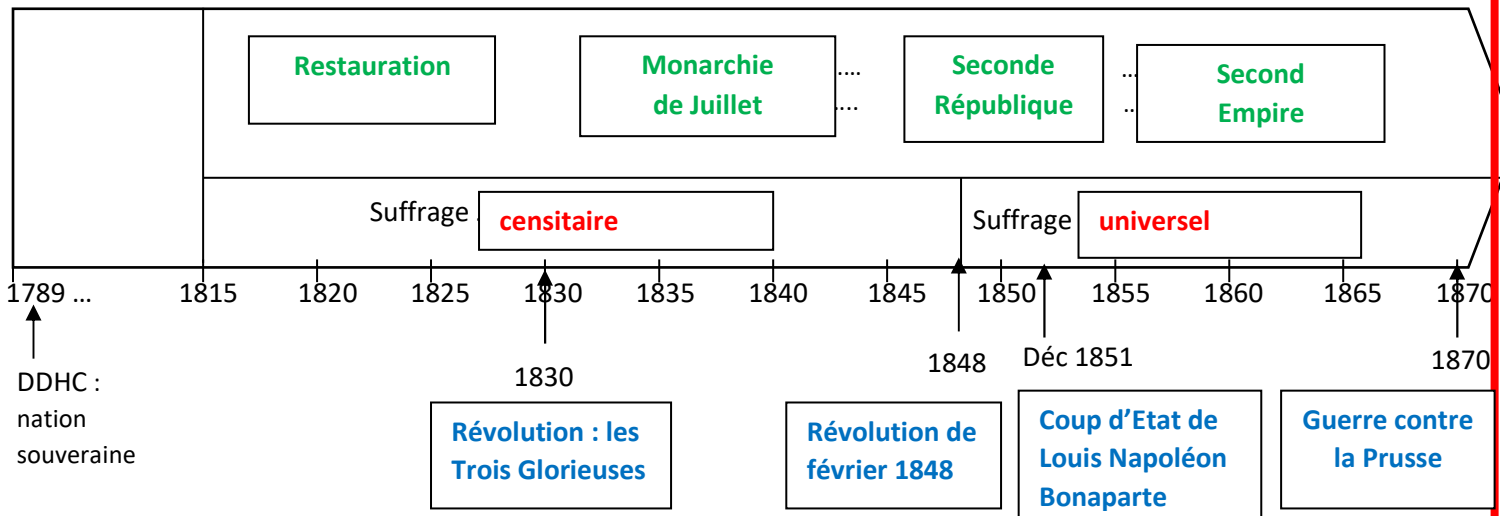 Restauration
Monarchie
de Juillet
....
....
Seconde
République
...
..
Second
Empire
Suffrage .
censitaire
Suffrage
universel
1789 ...
1815
1820
1825
1830
1835
1840
1845
1850
1855
1860
1865
1870
DDHC :
nation
souveraine
1830
1848
Déc 1851
1870
Révolution : les
Trois Glorieuses
Révolution de
février 1848
Coup d’Etat de
Louis Napoléon
Bonaparte
Guerre contre
la Prusse